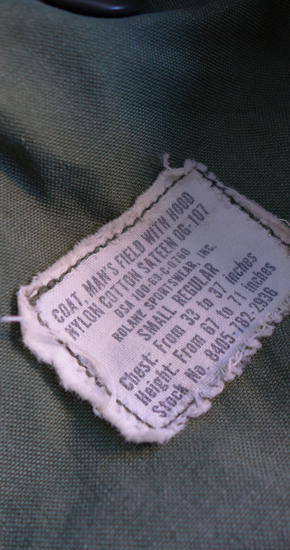 COAT, MAN'S FIELD WITH HOOD
NYLON COTTON SATEEN OG-107
DSA 100-69-C-0760
ROLANE SPORTSWEAR, INC.
SMALL REGULAR
Chest: From 33 to 37 inches
Height: From 67 to 71 inches
Stock No. 8405-782-2936